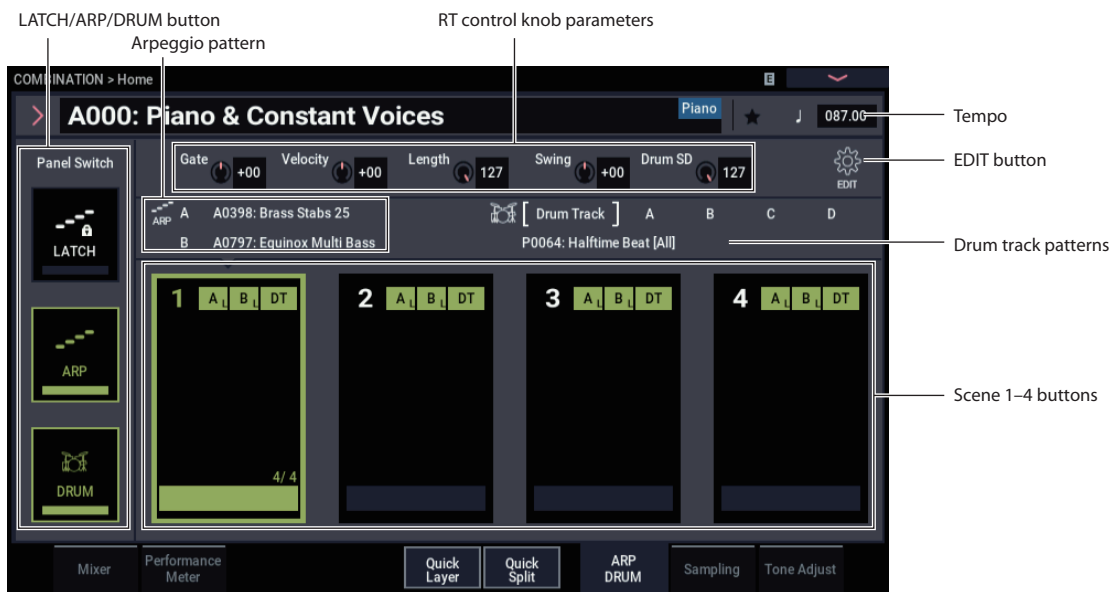 LATCH/ARP/DRUM button
RT control knob parameters
Arpeggio pattern
COMBINATION > Home
E
A000: Piano & Constant Voices
Piano
♩ 087.00
Tempo
Panel Switch
Gate +00 Velocity +00 Length 127 Swing +00 Drum SD 127
EDIT
EDIT button
LATCH
ARP A A0398: Brass Stabs 25
B A0797: Equinox Multi Bass
[ Drum Track ] A B C D
P0064: Halftime Beat [All]
Drum track patterns
1 A L B L DT
2 A L B L DT
3 A L B L DT
4 A L B L DT
ARP
Scene 1–4 buttons
4/ 4
DRUM
Mixer
Performance
Meter
Quick
Layer
Quick
Split
ARP
DRUM
Sampling
Tone Adjust